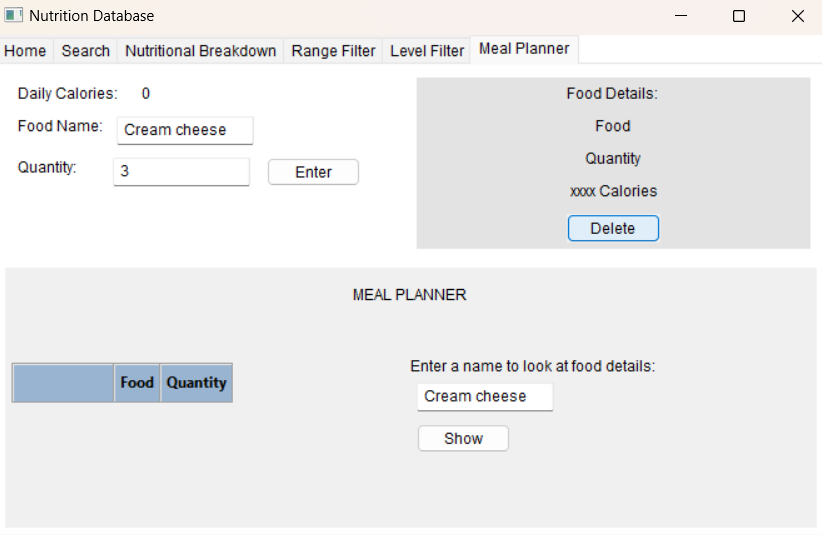 Nutrition Database
Home Search Nutritional Breakdown Range Filter Level Filter Meal Planner
Daily Calories: 0
Food Name: Cream cheese
Quantity: 3 Enter
Food Details:
Food
Quantity
xxxx Calories
Delete
MEAL PLANNER
Food Quantity
Enter a name to look at food details:
Cream cheese
Show